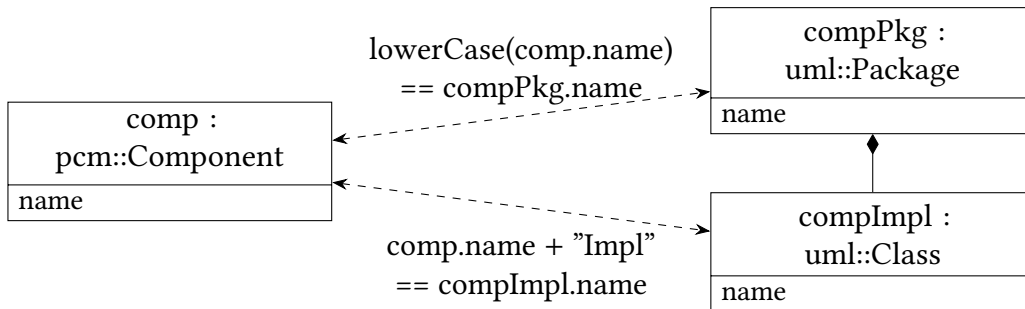 comp :
pcm::Component
name
lowerCase(comp.name)
== compPkg.name
comp.name + ”Impl”
== compImpl.name
compPkg :
uml::Package
name
compImpl :
uml::Class
name